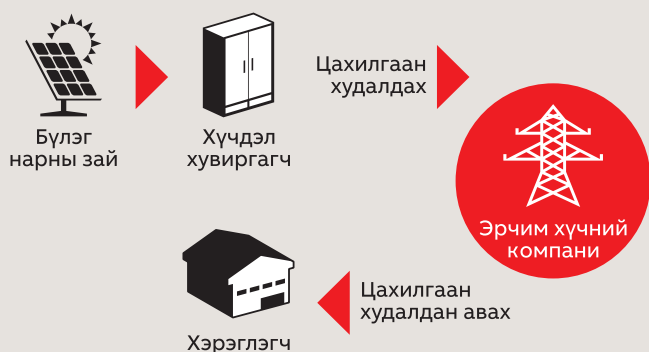 Бүлэг
нарны зай
Хүчдэл
хувиргагч
Цахилгаан
худалдах
Эрчим хүчний
компани
Цахилгаан
худалдан авах
Хэрэглэгч